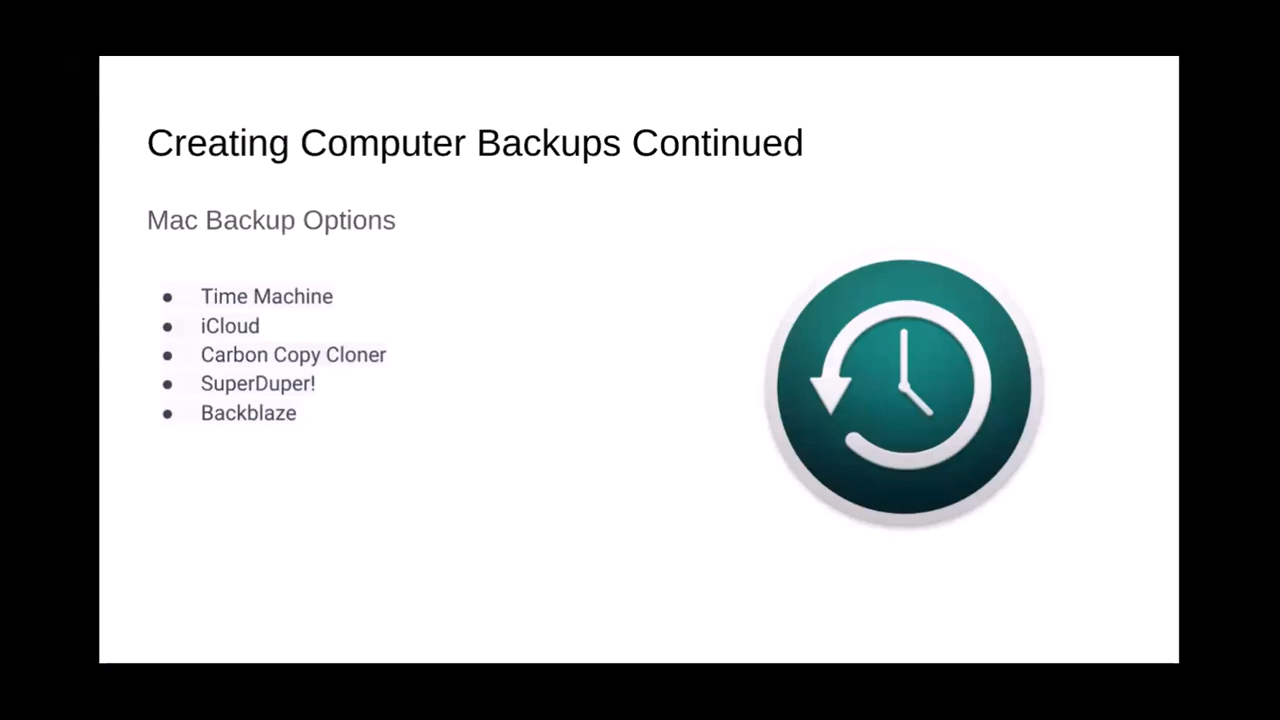 Creating Computer Backups Continued
Mac Backup Options
● Time Machine
● iCloud
● Carbon Copy Cloner
● SuperDuper!
● Backblaze